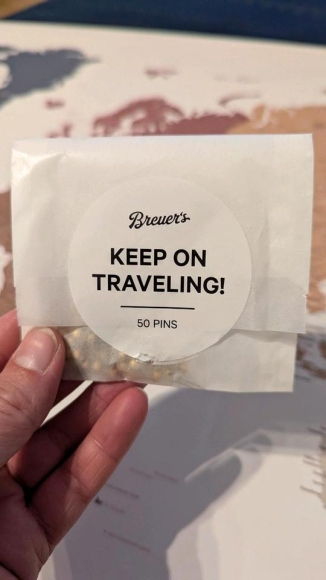 Breuer's
KEEP ON
TRAVELING!
50 PINS